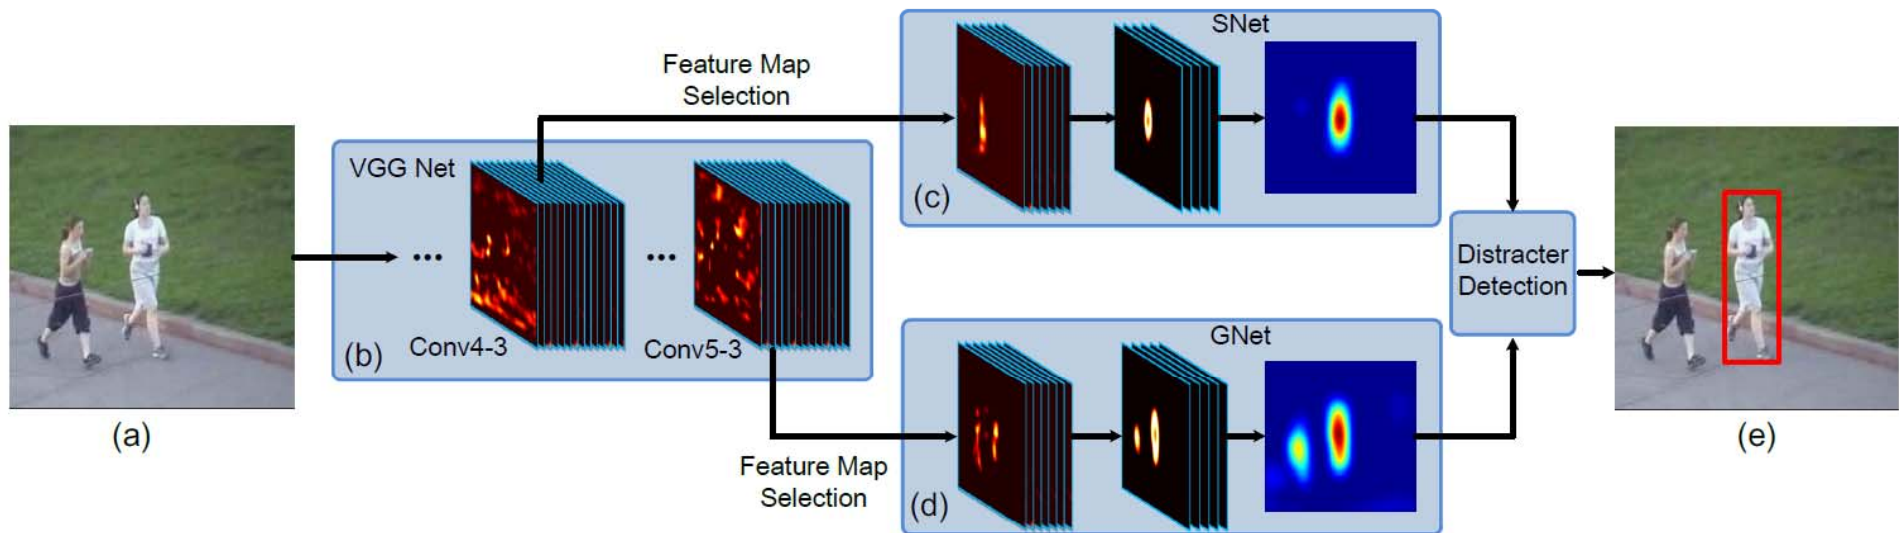 SNet
Feature Map
Selection
(c)
VGG Net
...
...
Conv4-3
Conv5-3
(b)
(a)
Distracter
Detection
(e)
GNet
Feature Map
Selection
(d)